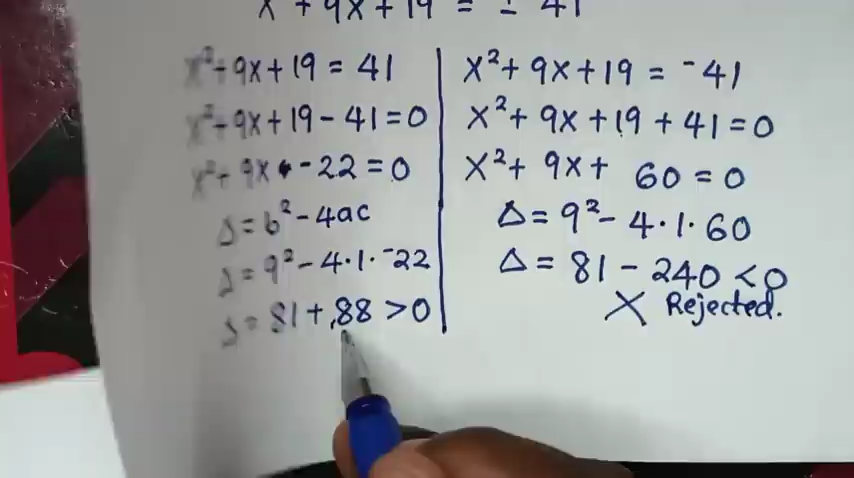 x² + 9x + 19 = ± 41
x² + 9x + 19 = 41
x² + 9x + 19 - 41 = 0
x² + 9x - 22 = 0
Δ = b² - 4ac
Δ = 9² - 4·1·⁻22
Δ = 81 + 88 > 0
x² + 9x + 19 = ⁻41
x² + 9x + 19 + 41 = 0
x² + 9x + 60 = 0
Δ = 9² - 4·1·60
Δ = 81 - 240 < 0
X Rejected.